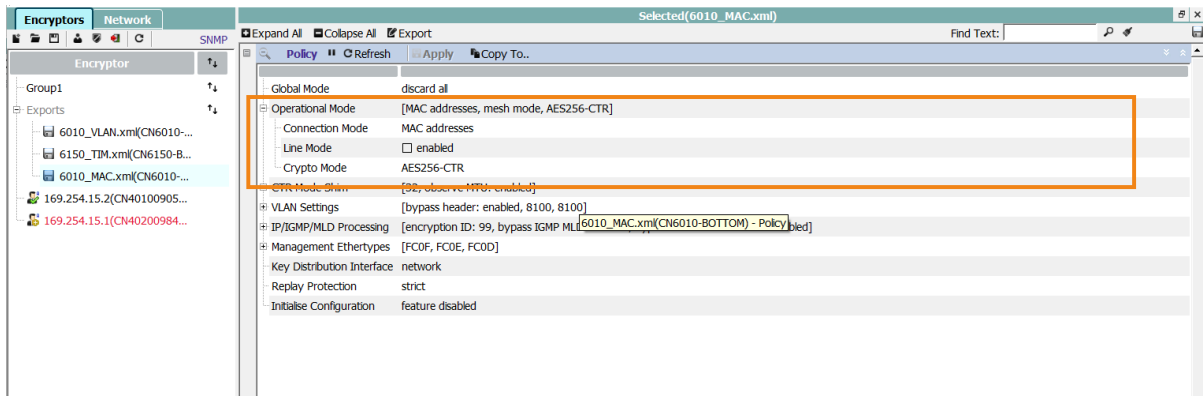 Encryptors Network
Selected(6010_MAC.xml)
SNMP
Expand All Collapse All Export Find Text:
Encryptor
Policy Refresh Apply Copy To..
Group1
Exports
6010_VLAN.xml(CN6010-...
6150_TIM.xml(CN6150-B...
6010_MAC.xml(CN6010-...
169.254.15.2(CN40100905...
169.254.15.1(CN40200984...
Global Mode discard all
Operational Mode [MAC addresses, mesh mode, AES256-CTR]
Connection Mode MAC addresses
Line Mode enabled
Crypto Mode AES256-CTR
CTR Mode Shim [32, observe MTU: enabled]
VLAN Settings [bypass header: enabled, 8100, 8100]
6010_MAC.xml(CN6010-BOTTOM) - Policy
IP/IGMP/MLD Processing [encryption ID: 99, bypass IGMP MLD bled]
Management Ethertypes [FC0F, FC0E, FC0D]
Key Distribution Interface network
Replay Protection strict
Initialise Configuration feature disabled